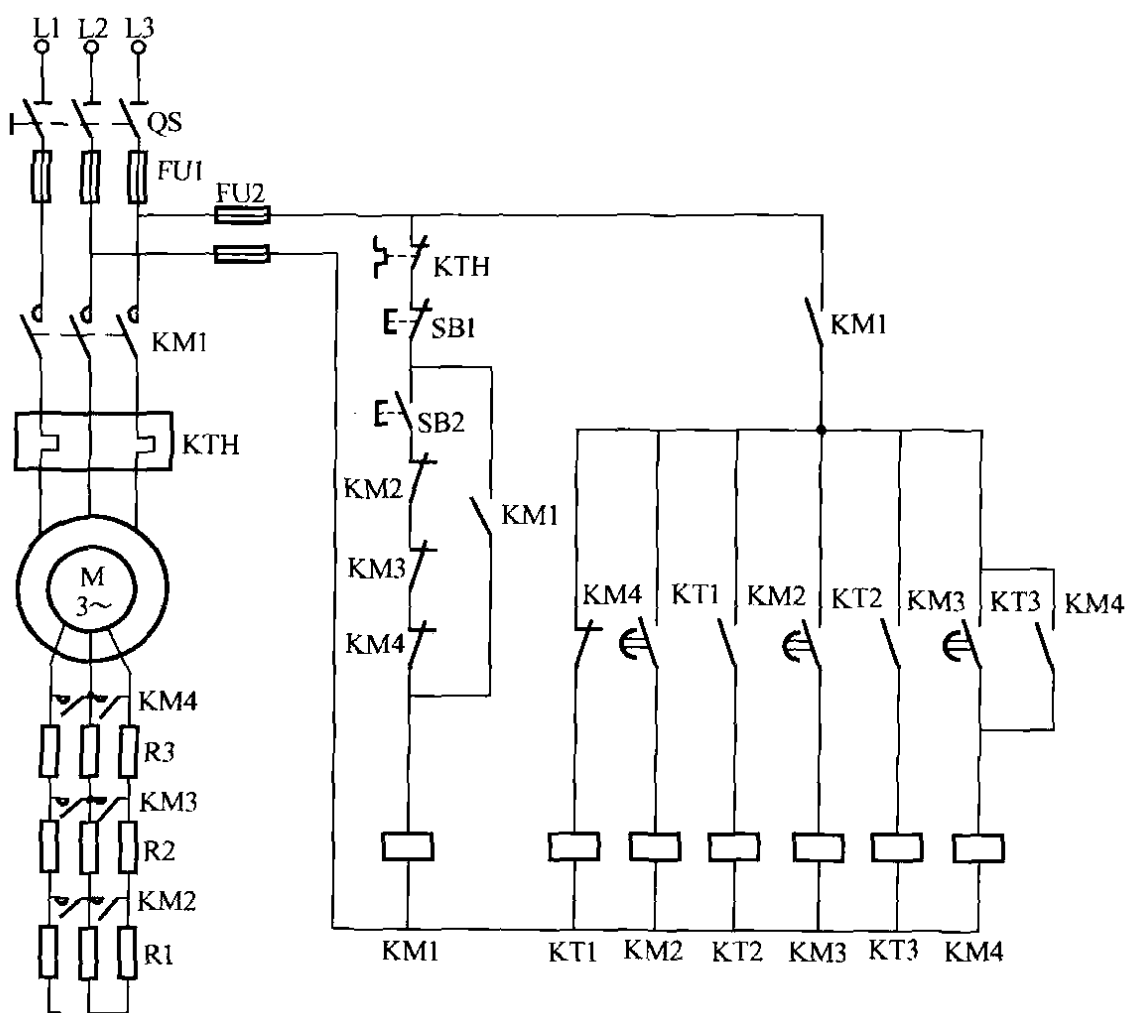 L1 L2 L3
QS
FU1
FU2
KTH
SB1
KM1
KM1
KTH
SB2
KM2
KM1
KM3
KM4
M
3~
KM4 KT1 KM2 KT2 KM3 KT3 KM4
KM4
R3
KM3
R2
KM2
R1
KM1 KT1 KM2 KT2 KM3 KT3 KM4